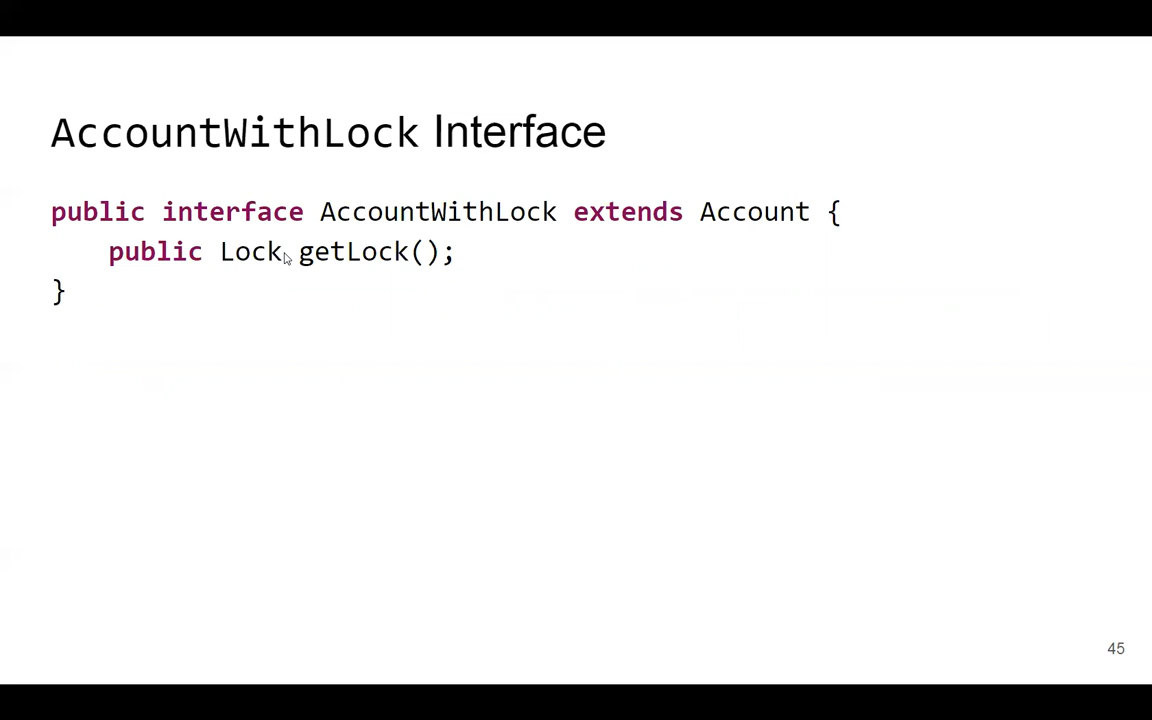 AccountWithLock Interface
public interface AccountWithLock extends Account {
    public Lock getLock();
}
45